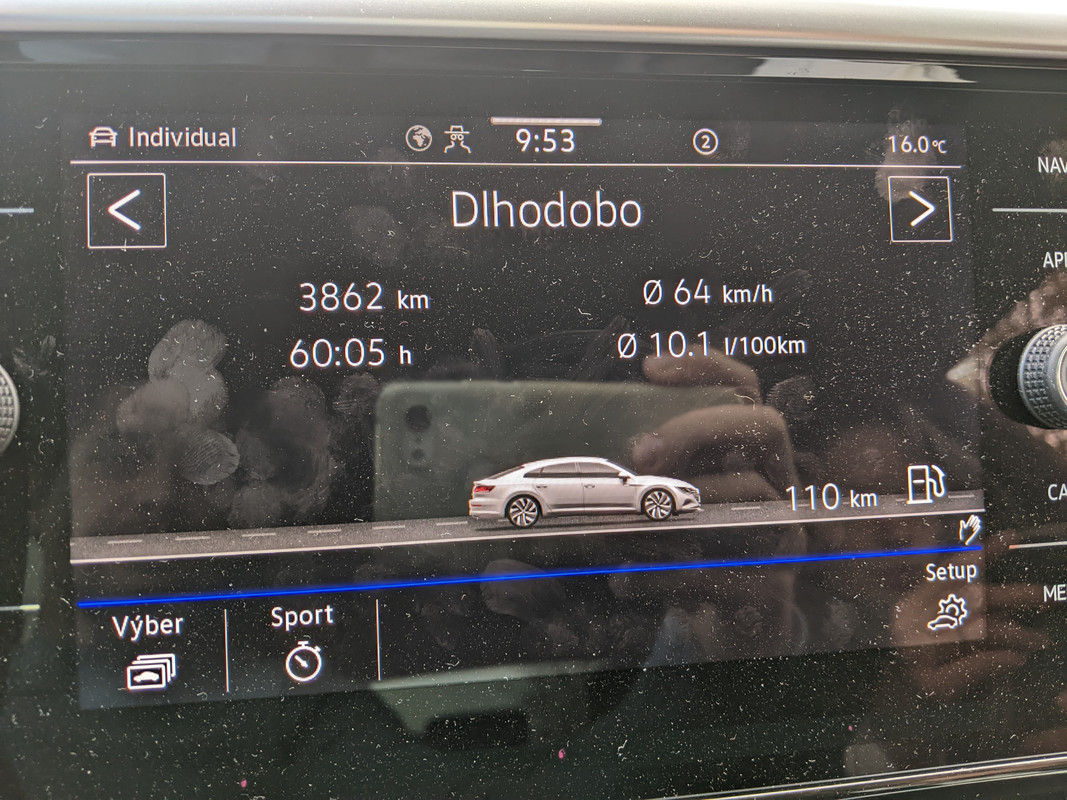 Individual 9:53 2 16.0°C
Dlhodobo
3862 km Ø 64 km/h
60:05 h Ø 10.1 l/100km
110 km
Setup
Výber Sport
NAV